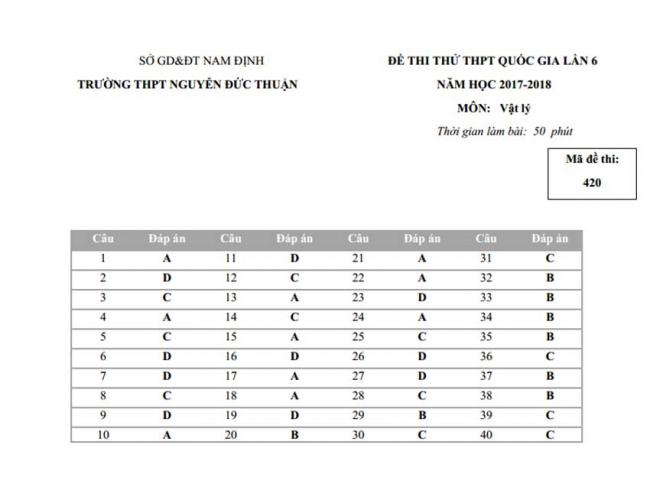 SỞ GD&ĐT NAM ĐỊNH
TRƯỜNG THPT NGUYỄN ĐỨC THUẬN
ĐỀ THI THỬ THPT QUỐC GIA LẦN 6
NĂM HỌC 2017-2018
MÔN: Vật lý
Thời gian làm bài: 50 phút
Mã đề thi:
420
Câu Đáp án Câu Đáp án Câu Đáp án Câu Đáp án
1 A 11 D 21 A 31 C
2 D 12 C 22 A 32 B
3 C 13 A 23 D 33 B
4 A 14 C 24 A 34 B
5 C 15 A 25 C 35 B
6 D 16 D 26 D 36 C
7 D 17 A 27 D 37 B
8 C 18 A 28 C 38 B
9 D 19 D 29 B 39 C
10 A 20 B 30 C 40 C